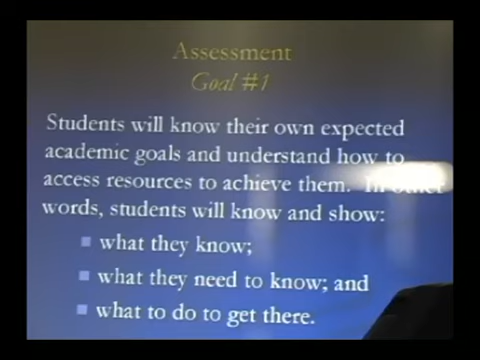 Assessment
Goal #1
Students will know their own expected
academic goals and understand how to
access resources to achieve them. In other
words, students will know and show:
what they know;
what they need to know; and
what to do to get there.